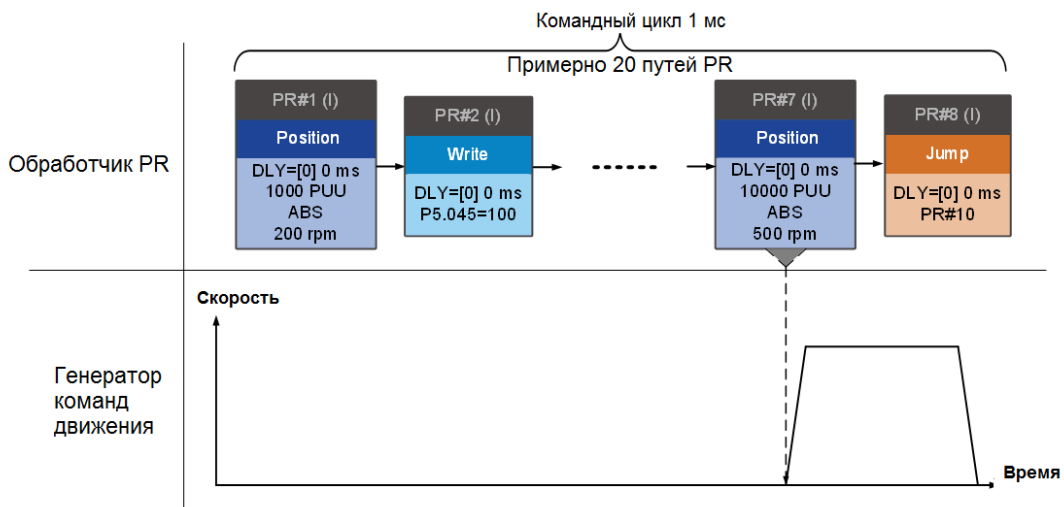 Командный цикл 1 мс
Примерно 20 путей PR
Обработчик PR
PR#1 (I)
Position
DLY=[0] 0 ms
1000 PUU
ABS
200 rpm
PR#2 (I)
Write
DLY=[0] 0 ms
P5.045=100
PR#7 (I)
Position
DLY=[0] 0 ms
10000 PUU
ABS
500 rpm
PR#8 (I)
Jump
DLY=[0] 0 ms
PR#10
Скорость
Генератор
команд
движения
Время